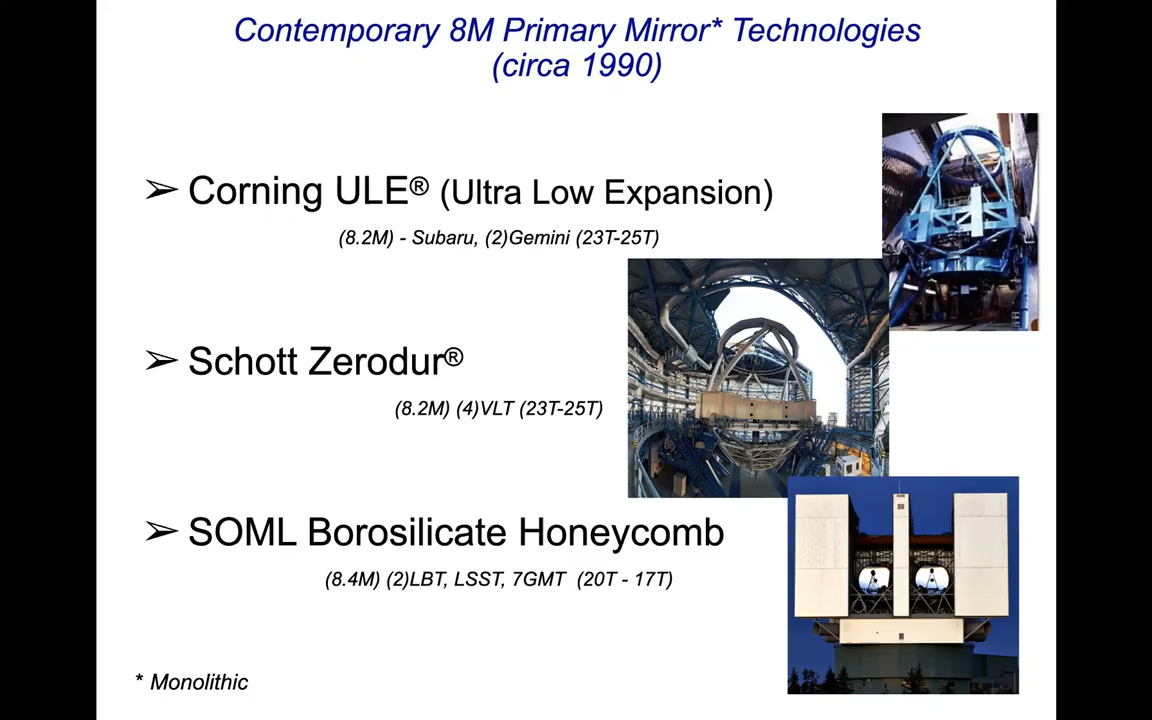 Contemporary 8M Primary Mirror* Technologies
(circa 1990)
➢ Corning ULE® (Ultra Low Expansion)
(8.2M) - Subaru, (2)Gemini (23T-25T)
➢ Schott Zerodur®
(8.2M) (4)VLT (23T-25T)
➢ SOML Borosilicate Honeycomb
(8.4M) (2)LBT, LSST, 7GMT (20T - 17T)
* Monolithic